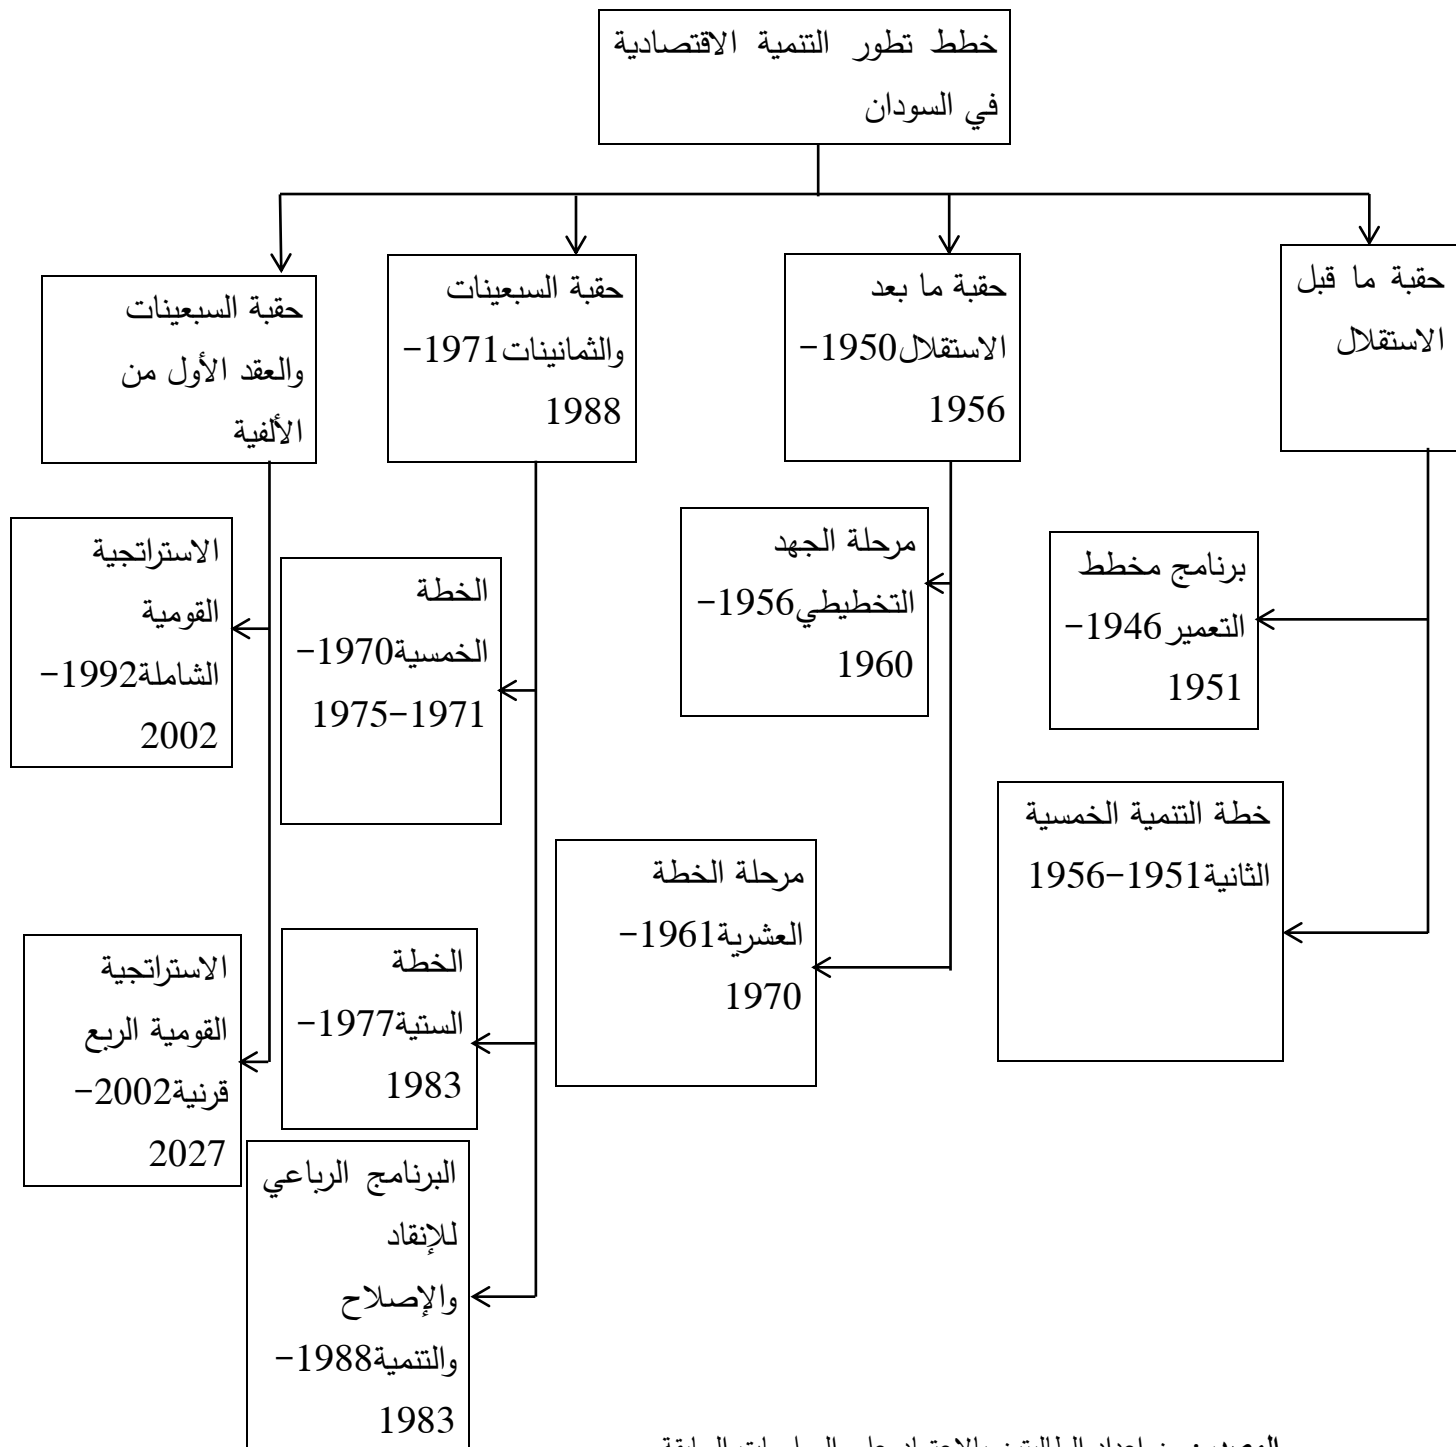 خطط تطور التنمية الاقتصادية
في السودان
حقبة ما قبل
الاستقلال
حقبة ما بعد
الاستقلال1950-
1956
حقبة السبعينات
والثمانينات1971-
1988
حقبة السبعينات
والعقد الأول من
الألفية
برنامج مخطط
التعمير1946-
1951
خطة التنمية الخمسية
الثانية1951-1956
مرحلة الجهد
التخطيطي1956-
1960
مرحلة الخطة
العشرية1961-
1970
الخطة
الخمسية1970-
1971-1975
الخطة
الستية1977-
1983
البرنامج الرباعي
للإنقاد
والإصلاح
والتنمية1988-
1983
الاستراتجية
القومية
الشاملة1992-
2002
الاستراتجية
القومية الربع
قرنية2002-
2027